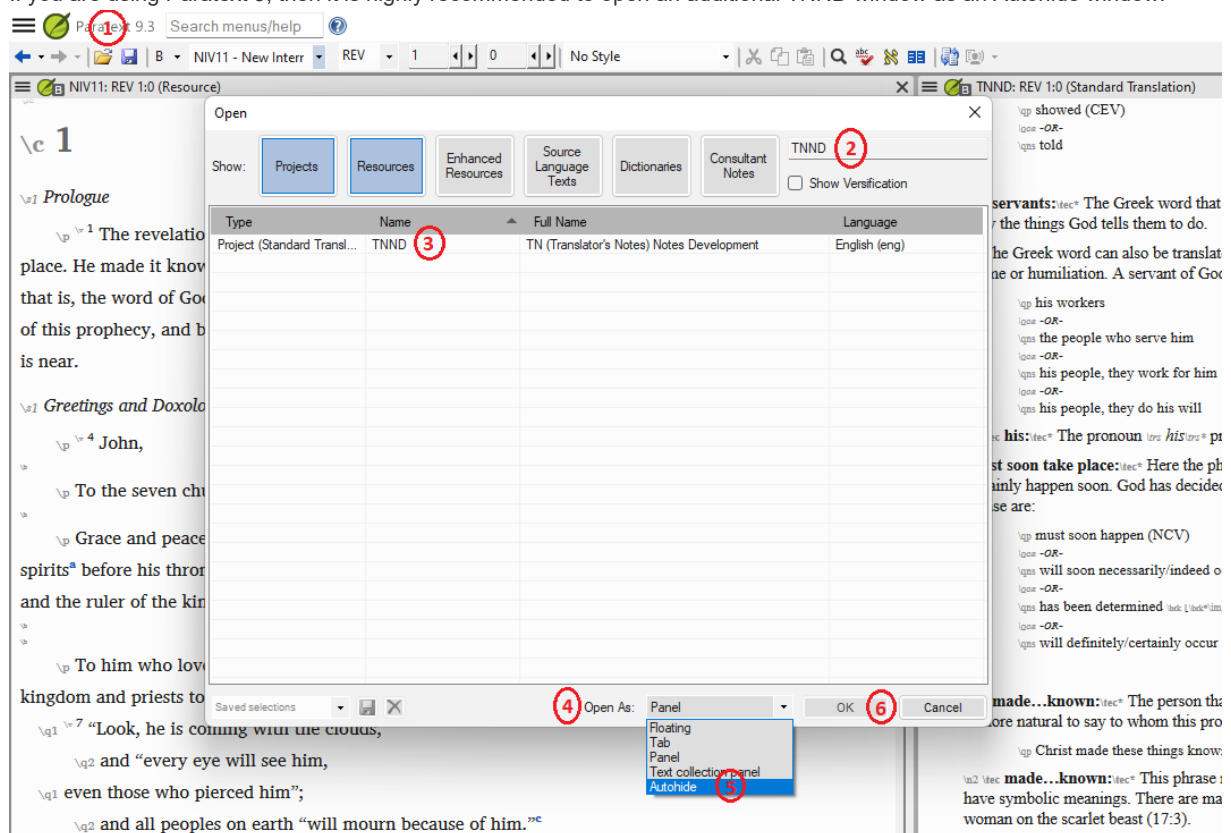 Paratext 9.3 Search menus/help
1
B NIV11 - New Interr REV 1 0 No Style
NIV11: REV 1:0 (Resource)
\c 1
\s1 Prologue
\p \v 1 The revelatio
place. He made it know
that is, the word of God
of this prophecy, and b
is near.
\s1 Greetings and Doxolo
\p \v 4 John,
\b
\p To the seven chu
\b
\p Grace and peace
spirits a before his thron
and the ruler of the kin
\b
\b
\p To him who lov
kingdom and priests to
\q1 \v 7 “Look, he is coming with the clouds,
\q2 and “every eye will see him,
\q1 even those who pierced him”;
\q2 and all peoples on earth “will mourn because of him.” c
Open
Show: Projects Resources Enhanced Resources Source Language Texts Dictionaries Consultant Notes
TNND 2
Show Versification
Type Name Full Name Language
Project (Standard Transl... TNND 3 TN (Translator's Notes) Notes Development English (eng)
Saved selections
4 Open As: Panel OK 6 Cancel
Floating
Tab
Panel
Text collection panel
Autohide 5
TNND: REV 1:0 (Standard Translation)
\qp showed (CEV)
-OR-
\qns told
servants:\tec* The Greek word that
the things God tells them to do.
he Greek word can also be translate
me or humiliation. A servant of God
\qp his workers
-OR-
\qns the people who serve him
-OR-
\qns his people, they work for him
-OR-
\qns his people, they do his will
his:\tec* The pronoun \trs his\trs* pr
st soon take place:\tec* Here the ph
ainly happen soon. God has decided
se are:
\qp must soon happen (NCV)
-OR-
\qns will soon necessarily/indeed o
-OR-
\qns has been determined
-OR-
\qns will definitely/certainly occur
made…known:\tec* The person tha
ore natural to say to whom this pro
\qp Christ made these things know
\n2 \tec made…known:\tec* This phrase
have symbolic meanings. There are ma
woman on the scarlet beast (17:3).